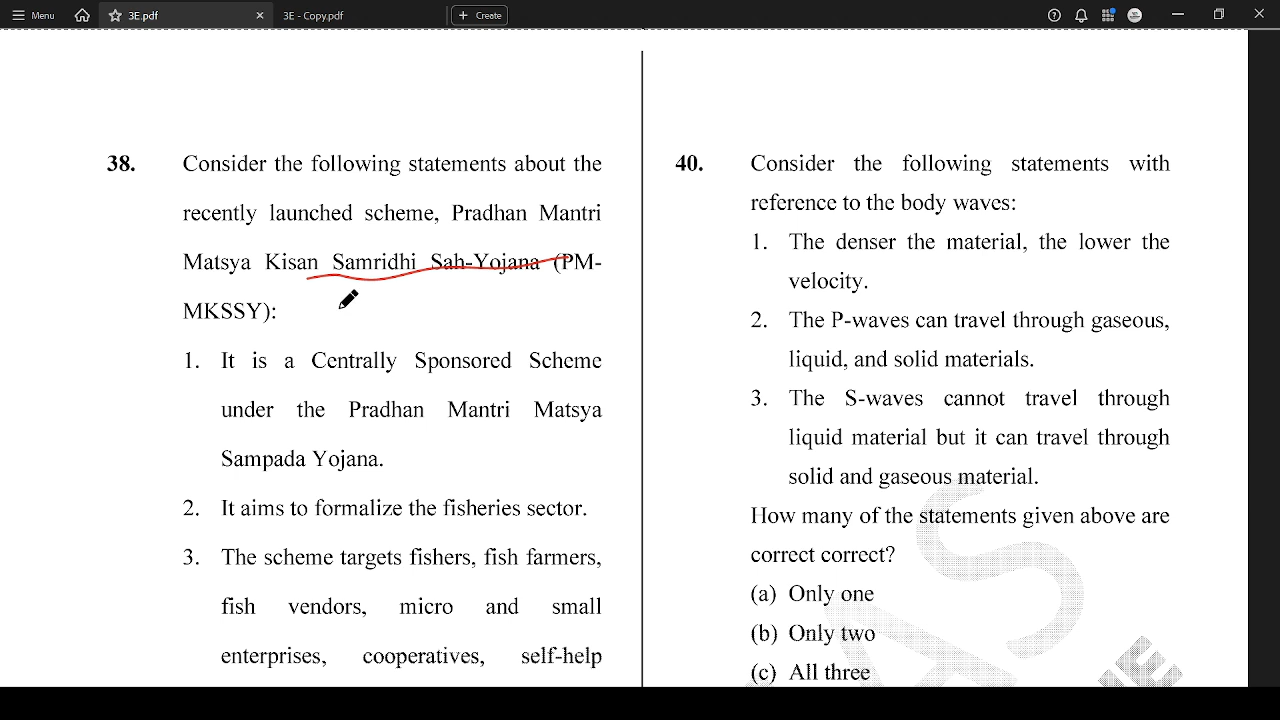 Menu
3E.pdf
3E - Copy.pdf
Create
38. Consider the following statements about the
recently launched scheme, Pradhan Mantri
Matsya Kisan Samridhi Sah-Yojana (PM-
MKSSY):
1. It is a Centrally Sponsored Scheme
under the Pradhan Mantri Matsya
Sampada Yojana.
2. It aims to formalize the fisheries sector.
3. The scheme targets fishers, fish farmers,
fish vendors, micro and small
enterprises, cooperatives, self-help
40. Consider the following statements with
reference to the body waves:
1. The denser the material, the lower the
velocity.
2. The P-waves can travel through gaseous,
liquid, and solid materials.
3. The S-waves cannot travel through
liquid material but it can travel through
solid and gaseous material.
How many of the statements given above are
correct correct?
(a) Only one
(b) Only two
(c) All three